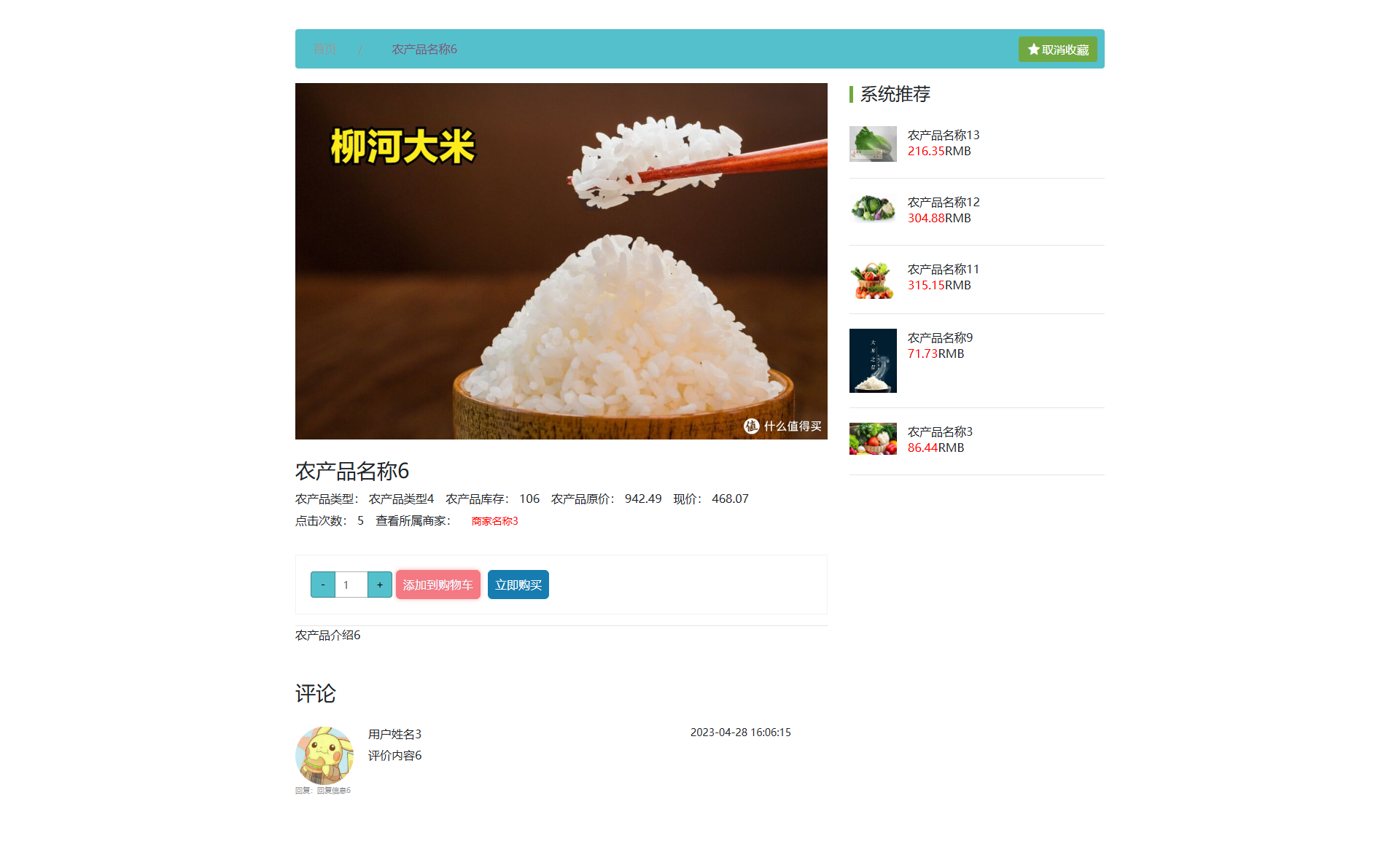 首页 / 农产品名称6
取消收藏
柳河大米
值 什么值得买
农产品名称6
农产品类型： 农产品类型4 农产品库存： 106 农产品原价： 942.49 现价： 468.07
点击次数： 5 查看所属商家： 商家名称3
- 1 + 添加到购物车 立即购买
农产品介绍6
评论
用户姓名3
2023-04-28 16:06:15
评价内容6
回复：回复信息6
系统推荐
农产品名称13
216.35RMB
农产品名称12
304.88RMB
农产品名称11
315.15RMB
农产品名称9
71.73RMB
农产品名称3
86.44RMB